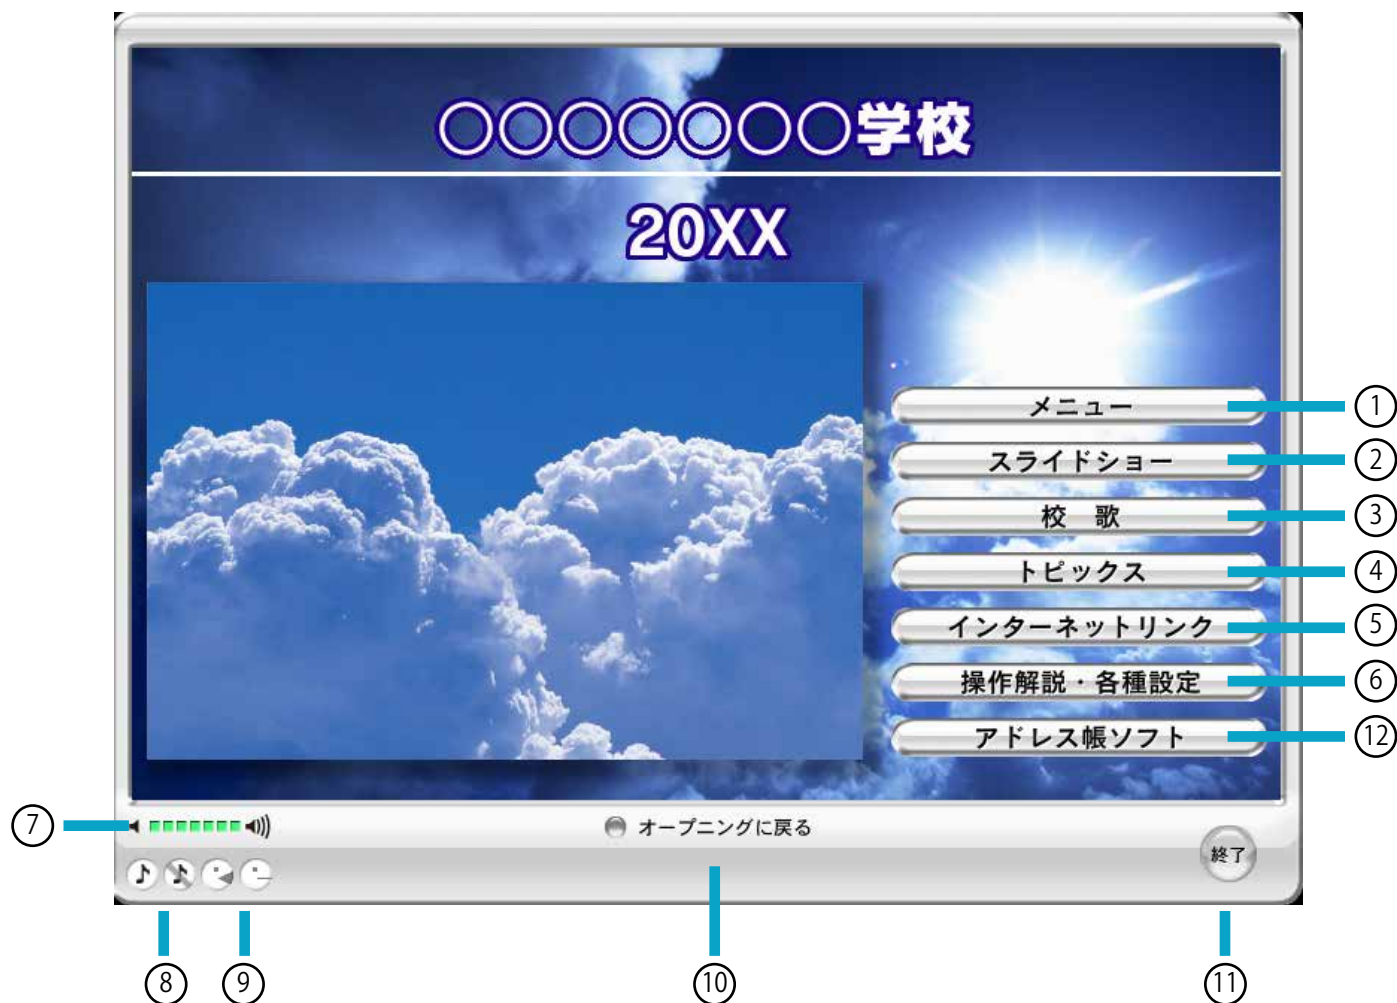 ○○○○○○○学校
20XX
メニュー ①
スライドショー ②
校 歌 ③
トピックス ④
インターネットリンク ⑤
操作解説・各種設定 ⑥
アドレス帳ソフト ⑫
⑦ オープニングに戻る
終了
⑧ ⑨ ⑩ ⑪